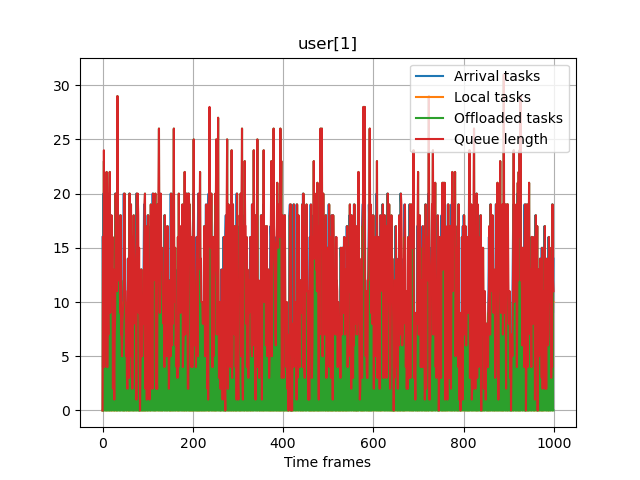 user[1]
Arrival tasks
Local tasks
Offloaded tasks
Queue length
30
25
20
15
10
5
0
0 200 400 600 800 1000
Time frames